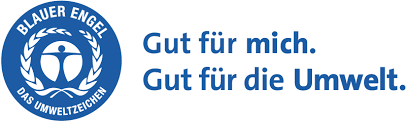 BLAUER ENGEL
DAS UMWELTZEICHEN
Gut für mich.
Gut für die Umwelt.